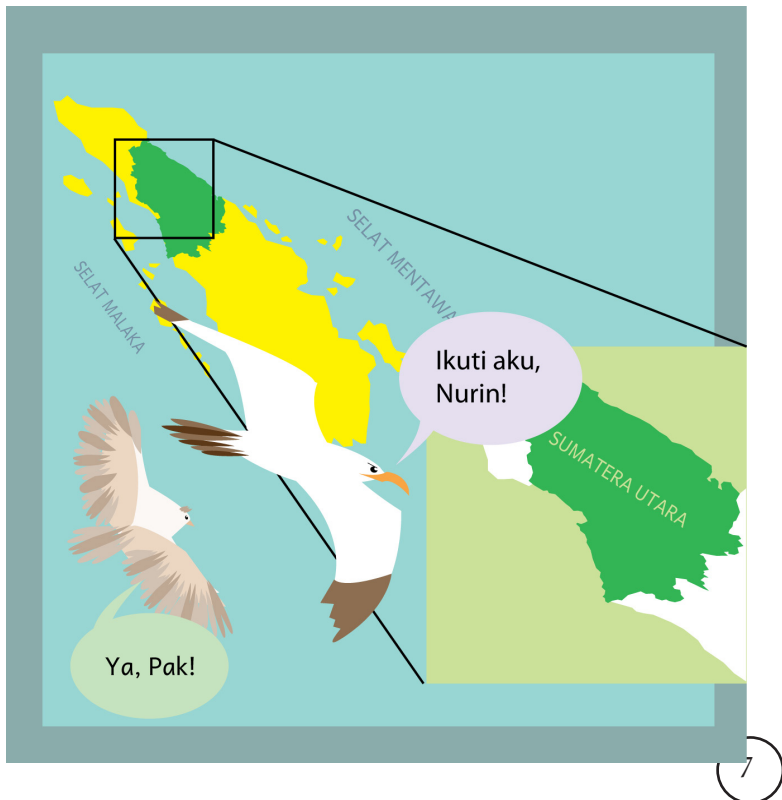 SELAT MENTAWA
SELAT MALAKA
Ikuti aku,
Nurin!
SUMATERA UTARA
Ya, Pak!
7